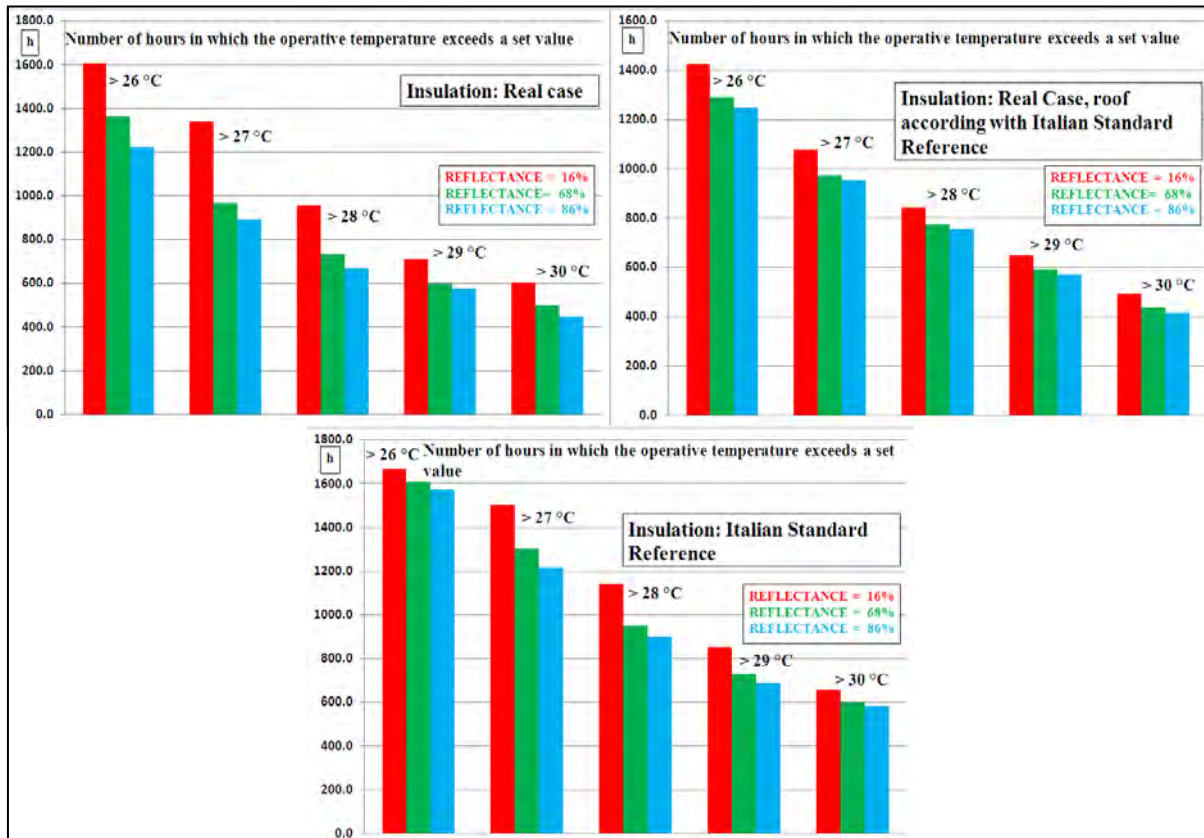 1800.0
h
Number of hours in which the operative temperature exceeds a set value
1600.0
> 26 °C
Insulation: Real case
1400.0
> 27 °C
1200.0
REFLECTANCE = 16%
REFLECTANCE= 68%
REFLECTANCE = 86%
1000.0
> 28 °C
800.0
> 29 °C
> 30 °C
600.0
400.0
200.0
0.0
1600.0
h
Number of hours in which the operative temperature exceeds a set value
1400.0
> 26 °C
Insulation: Real Case, roof
according with Italian Standard
Reference
1200.0
> 27 °C
1000.0
REFLECTANCE = 16%
REFLECTANCE= 68%
REFLECTANCE = 86%
> 28 °C
800.0
> 29 °C
600.0
> 30 °C
400.0
200.0
0.0
1800.0
h
> 26 °C
Number of hours in which the operative temperature exceeds a set
value
1600.0
> 27 °C
Insulation: Italian Standard
Reference
1400.0
1200.0
> 28 °C
REFLECTANCE = 16%
REFLECTANCE = 68%
REFLECTANCE = 86%
1000.0
800.0
> 29 °C
> 30 °C
600.0
400.0
200.0
0.0